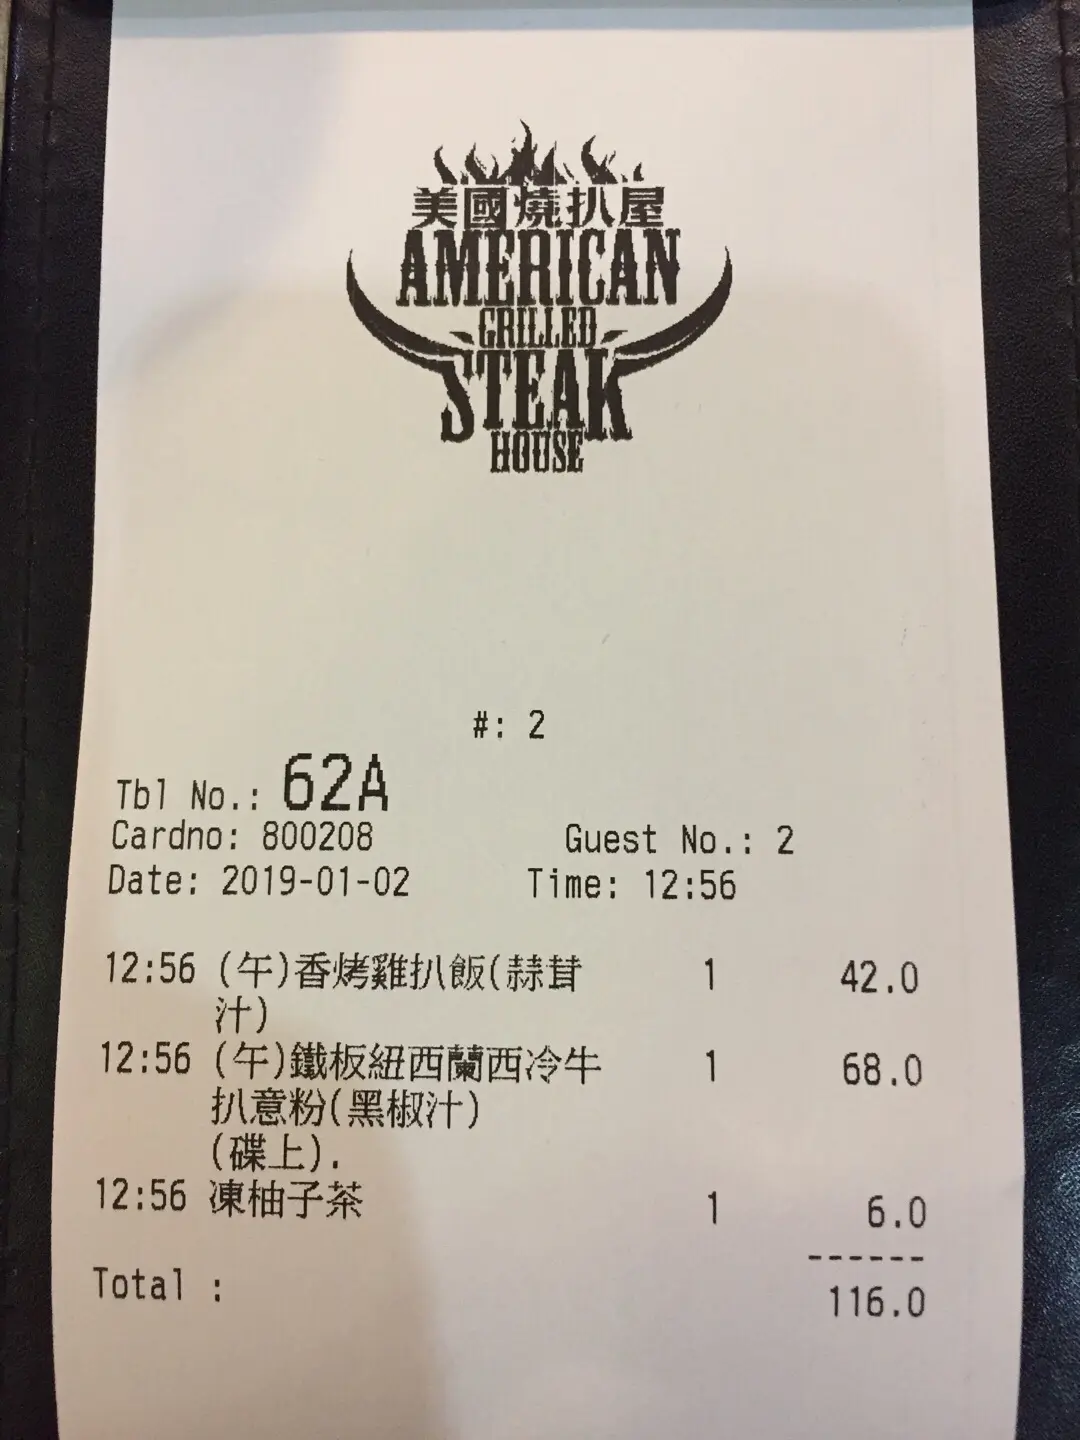 美國燒扒屋
AMERICAN
GRILLED
STEAK
HOUSE
#: 2
Tbl No.: 62A
Cardno: 800208 Guest No.: 2
Date: 2019-01-02 Time: 12:56
12:56 (午)香烤雞扒飯(蒜茸 1 42.0
汁)
12:56 (午)鐵板紐西蘭西冷牛 1 68.0
扒意粉(黑椒汁)
(碟上).
12:56 凍柚子茶 1 6.0
------
Total : 116.0